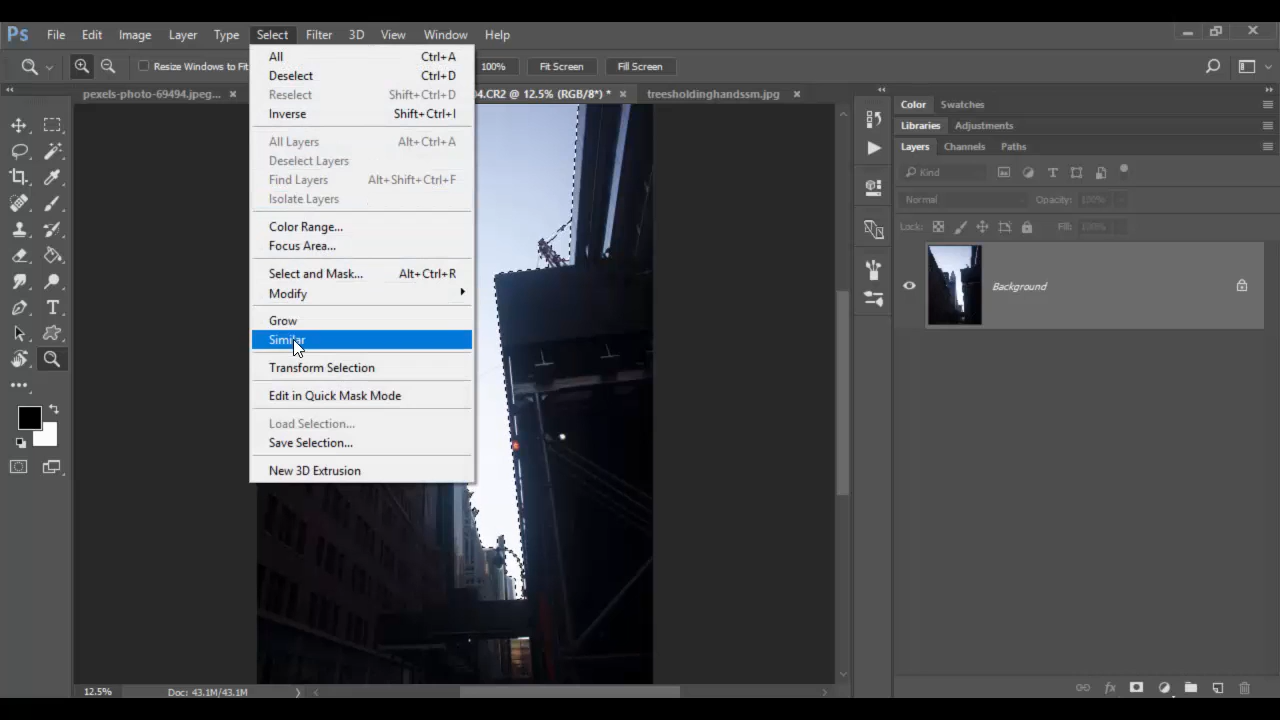 Ps File Edit Image Layer Type Select Filter 3D View Window Help
Resize Windows to Fit 100% Fit Screen Fill Screen
pexels-photo-69494.jpeg... × 04.CR2 @ 12.5% (RGB/8*) * × treesholdinghandssm.jpg ×
All Ctrl+A
Deselect Ctrl+D
Reselect Shift+Ctrl+D
Inverse Shift+Ctrl+I
All Layers Alt+Ctrl+A
Deselect Layers
Find Layers Alt+Shift+Ctrl+F
Isolate Layers
Color Range...
Focus Area...
Select and Mask... Alt+Ctrl+R
Modify
Grow
Similar
Transform Selection
Edit in Quick Mask Mode
Load Selection...
Save Selection...
New 3D Extrusion
Color Swatches
Libraries Adjustments
Layers Channels Paths
Kind
Normal Opacity: 100%
Lock: Fill: 100%
Background
12.5% Doc: 43.1M/43.1M